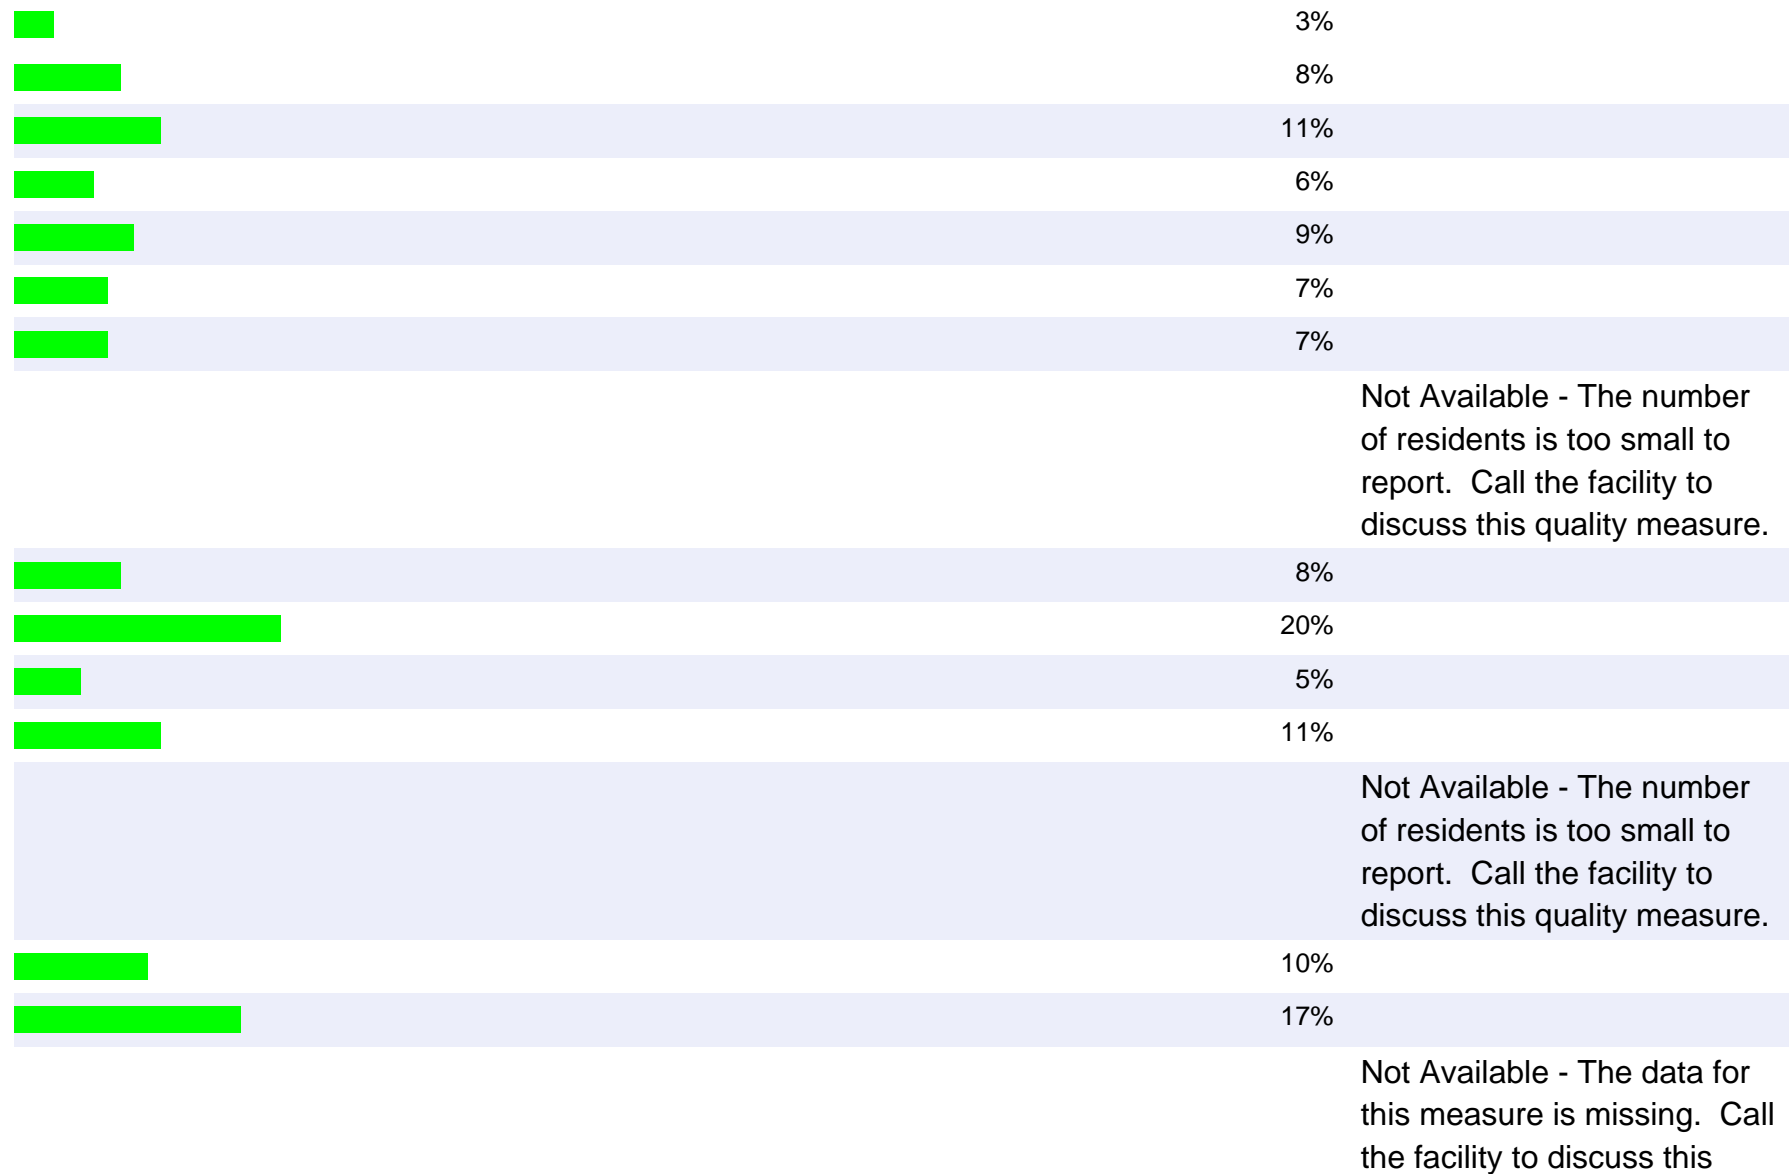 3%
8%
11%
6%
9%
7%
7%
Not Available - The number
of residents is too small to
report.  Call the facility to
discuss this quality measure.
8%
20%
5%
11%
Not Available - The number
of residents is too small to
report.  Call the facility to
discuss this quality measure.
10%
17%
Not Available - The data for
this measure is missing.  Call
the facility to discuss this